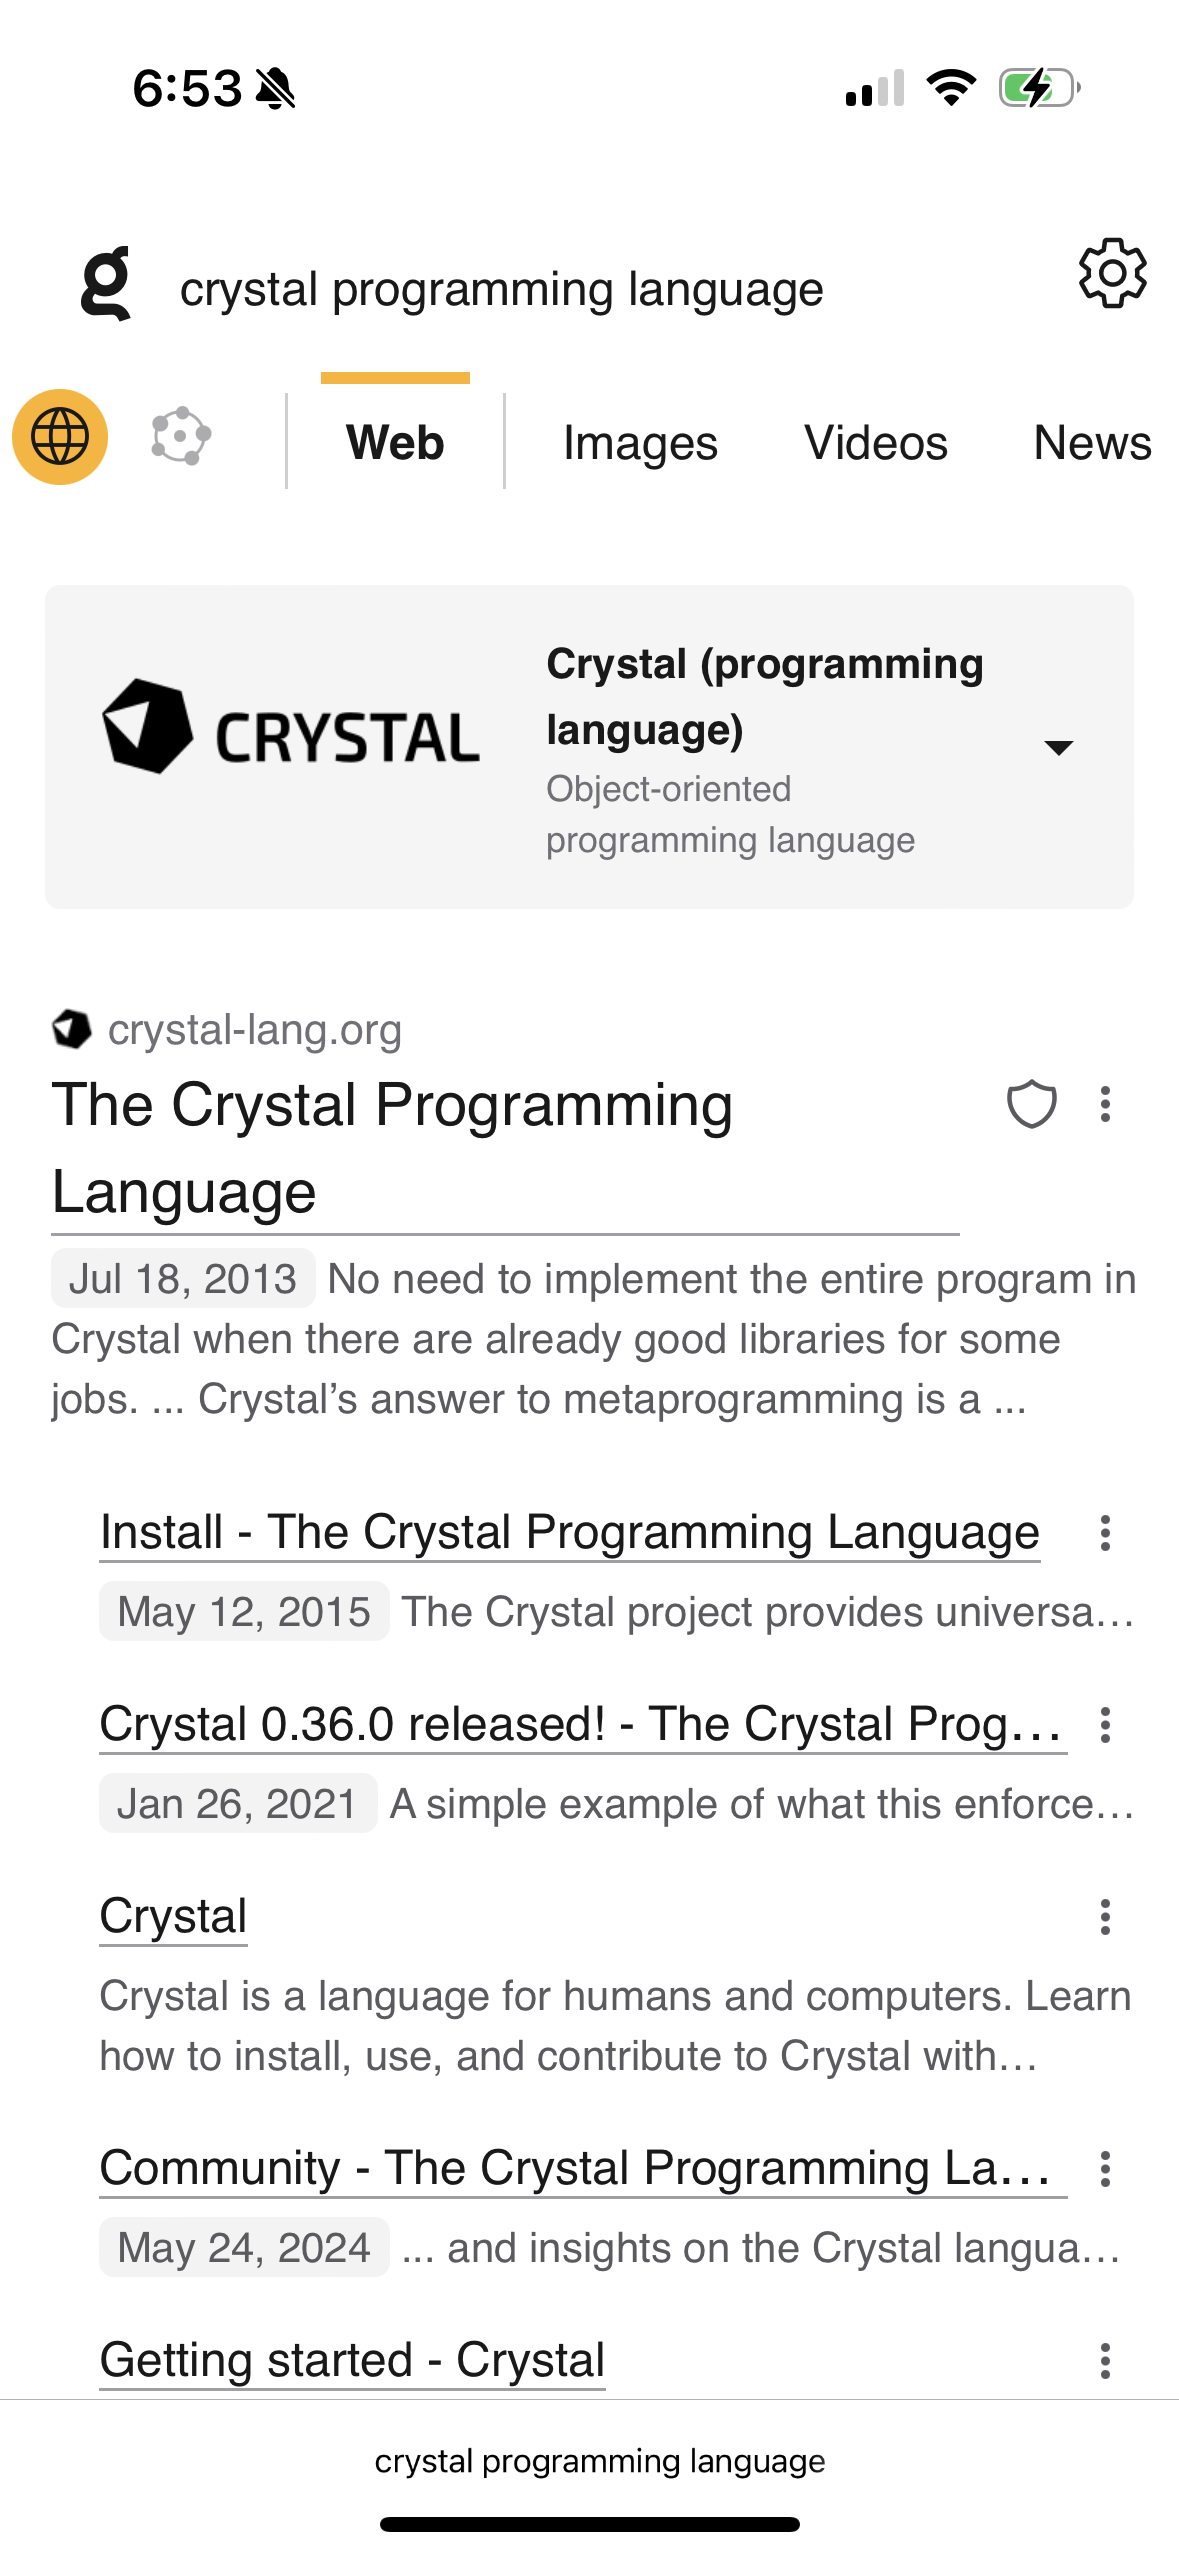 6:53
g crystal programming language
Web Images Videos News
CRYSTAL
Crystal (programming
language)
Object-oriented
programming language
crystal-lang.org
The Crystal Programming
Language
Jul 18, 2013 No need to implement the entire program in
Crystal when there are already good libraries for some
jobs. ... Crystal’s answer to metaprogramming is a ...
Install - The Crystal Programming Language
May 12, 2015 The Crystal project provides universa…
Crystal 0.36.0 released! - The Crystal Prog…
Jan 26, 2021 A simple example of what this enforce…
Crystal
Crystal is a language for humans and computers. Learn
how to install, use, and contribute to Crystal with…
Community - The Crystal Programming La…
May 24, 2024 ... and insights on the Crystal langua…
Getting started - Crystal
crystal programming language